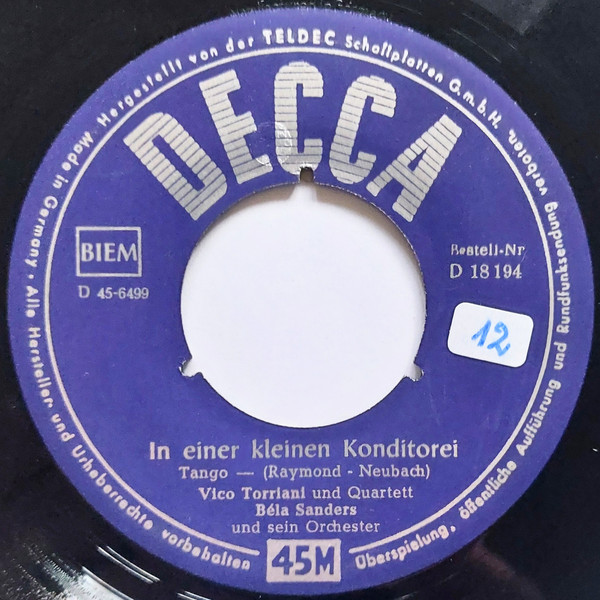 Made in Germany · Alle Hersteller- und Urheberrechte vorbehalten
Hergestellt von der TELDEC Schallplatten G.m.b.H.
Überspielung, öffentliche Aufführung und Rundfunksendung verboten
DECCA
BIEM
D 45-6499
Bestell-Nr
D 18194
12
In einer kleinen Konditorei
Tango — (Raymond - Neubach)
Vico Torriani und Quartett
Béla Sanders
und sein Orchester
45M